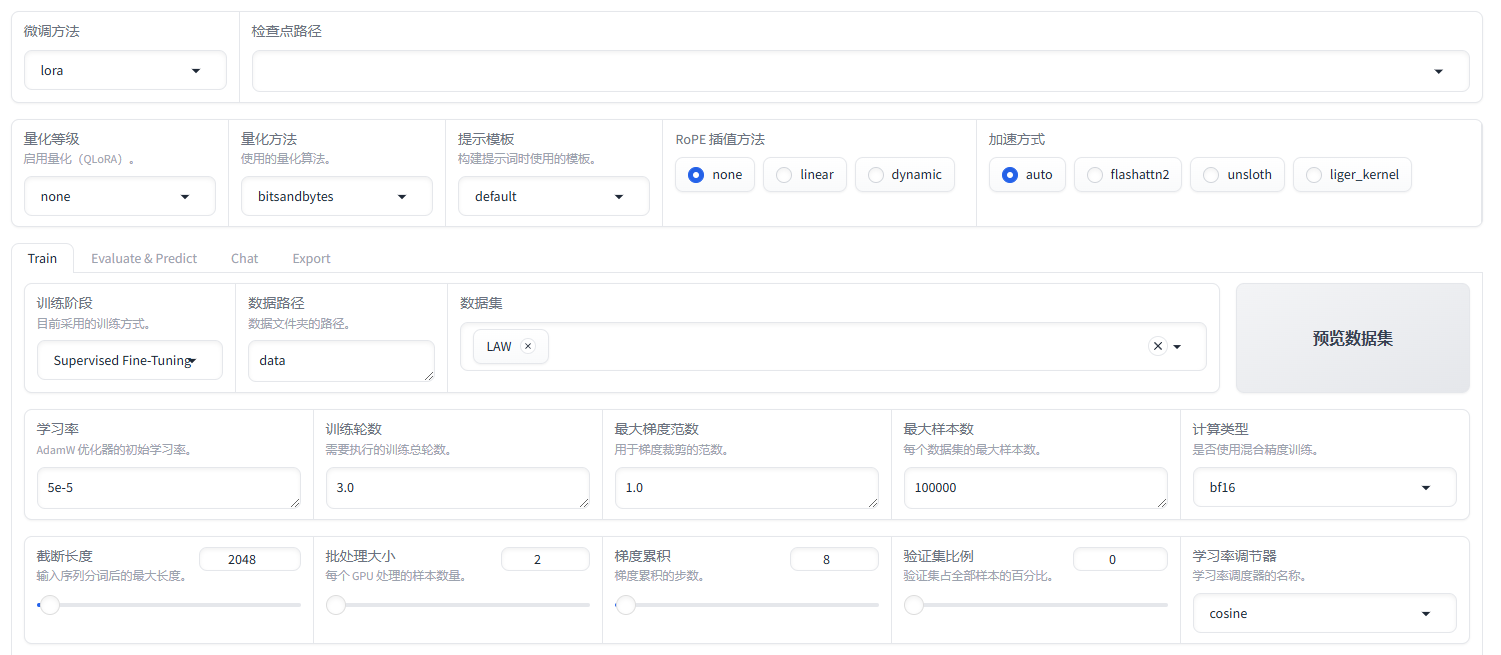 微调方法
检查点路径
lora
量化等级
量化方法
提示模板
RoPE 插值方法
加速方式
启用量化（QLoRA）。
使用的量化算法。
构建提示词时使用的模板。
none
linear
dynamic
auto
flashattn2
unsloth
liger_kernel
none
bitsandbytes
default
Train
Evaluate & Predict
Chat
Export
训练阶段
数据路径
数据集
目前采用的训练方式。
数据文件夹的路径。
预览数据集
LAW
Supervised Fine-Tuning
data
学习率
训练轮数
最大梯度范数
最大样本数
计算类型
AdamW 优化器的初始学习率。
需要执行的训练总轮数。
用于梯度裁剪的范数。
每个数据集的最大样本数。
是否使用混合精度训练。
5e-5
3.0
1.0
100000
bf16
截断长度
2048
批处理大小
2
梯度累积
8
验证集比例
0
学习率调节器
输入序列分词后的最大长度。
每个 GPU 处理的样本数量。
梯度累积的步数。
验证集占全部样本的百分比。
学习率调度器的名称。
cosine